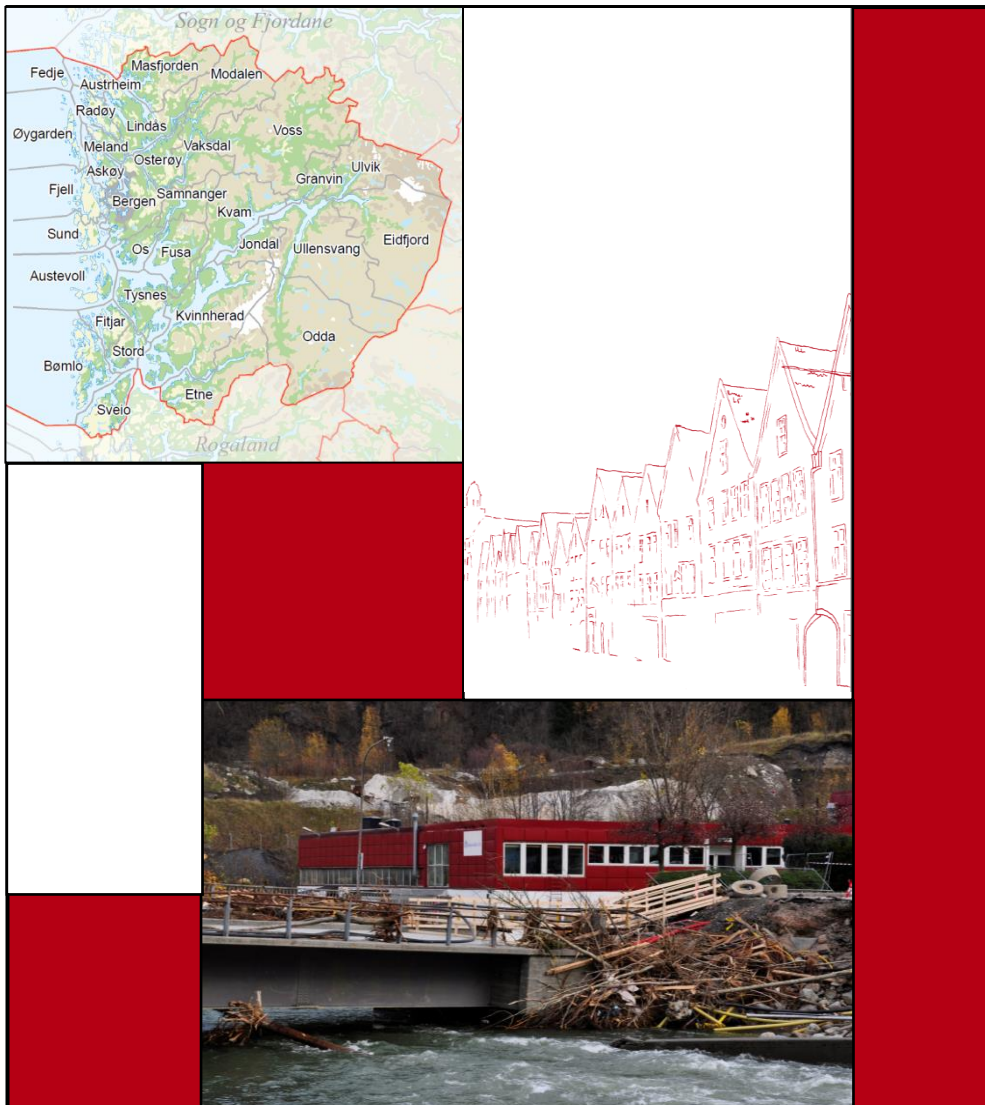 Sogn og Fjordane
Masfjorden
Fedje
Modalen
Austrheim
Radøy
Lindås
Øygarden
Voss
Meland
Vaksdal
Osterøy
Ulvik
Askøy
Granvin
Fjell
Samnanger
Bergen
Kvam
Sund
Eidfjord
Os
Fusa
Jondal
Ullensvang
Austevoll
Tysnes
Kvinnherad
Fitjar
Odda
Stord
Bømlo
Etne
Sveio
Rogaland